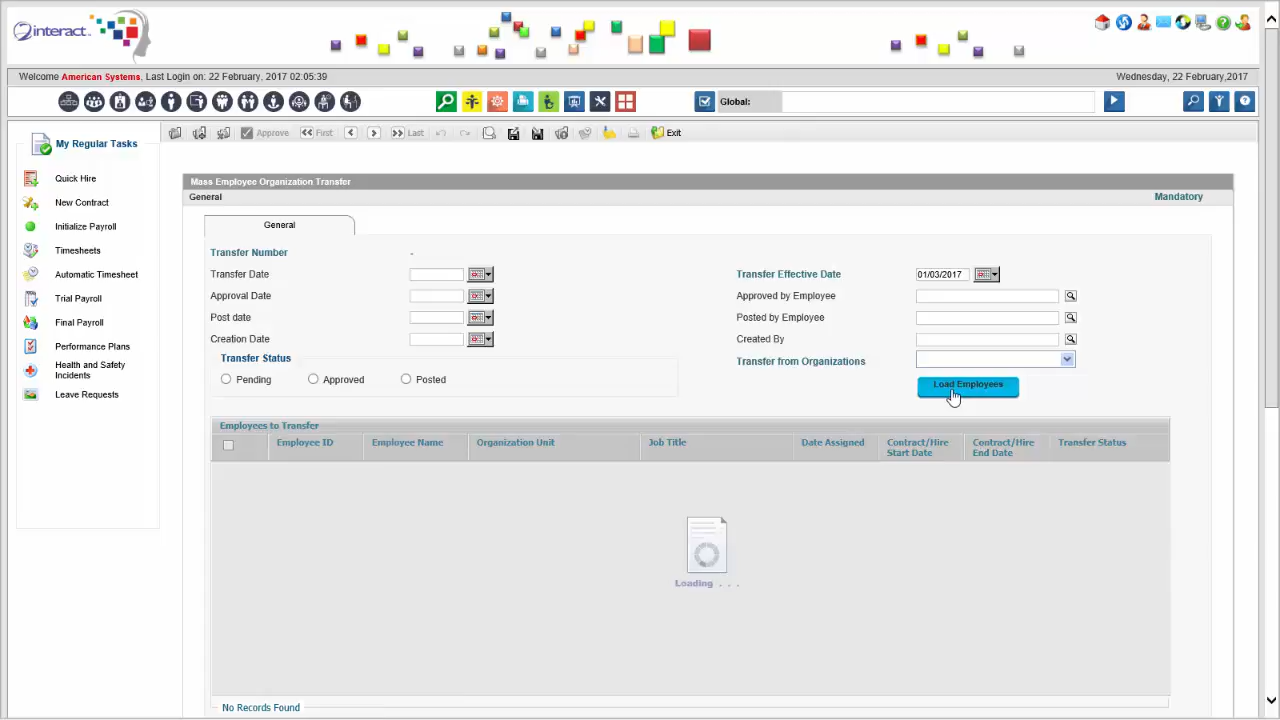 interact
Welcome American Systems, Last Login on: 22 February, 2017 02:05:39
Wednesday, 22 February,2017
Global:
My Regular Tasks
Approve
First
Last
Exit
Quick Hire
New Contract
Initialize Payroll
Timesheets
Automatic Timesheet
Trial Payroll
Final Payroll
Performance Plans
Health and Safety
Incidents
Leave Requests
Mass Employee Organization Transfer
General
Mandatory
General
Transfer Number -
Transfer Date
Transfer Effective Date 01/03/2017
Approval Date
Approved by Employee
Post date
Posted by Employee
Creation Date
Created By
Transfer Status
Transfer from Organizations
Pending Approved Posted
Load Employees
Employees to Transfer
Employee ID Employee Name Organization Unit Job Title Date Assigned Contract/Hire Start Date Contract/Hire End Date Transfer Status
Loading . . .
No Records Found